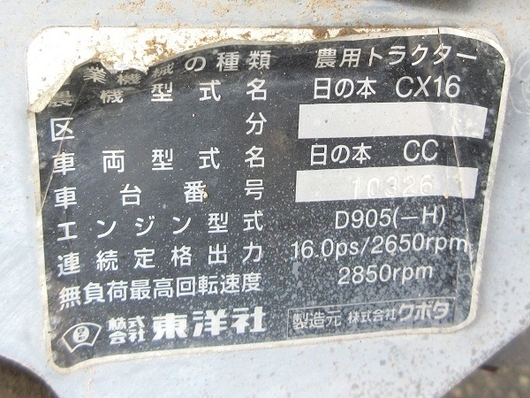 農業機械の種類 農用トラクター
農機型式名 日の本 CX16
区分
車両型式名 日の本 CC
車台番号 10326
エンジン型式 D905(-H)
連続定格出力 16.0ps/2650rpm
無負荷最高回転速度 2850rpm
株式会社 東洋社 製造元 株式会社 クボタ